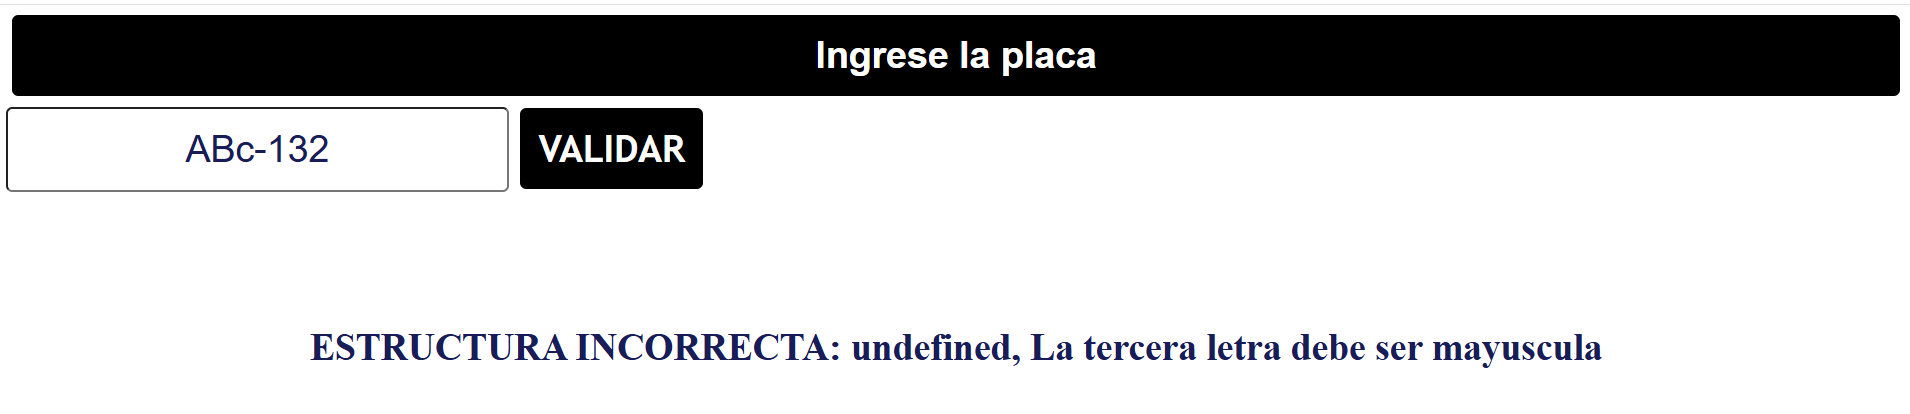 Ingrese la placa
ABc-132 VALIDAR
ESTRUCTURA INCORRECTA: undefined, La tercera letra debe ser mayuscula